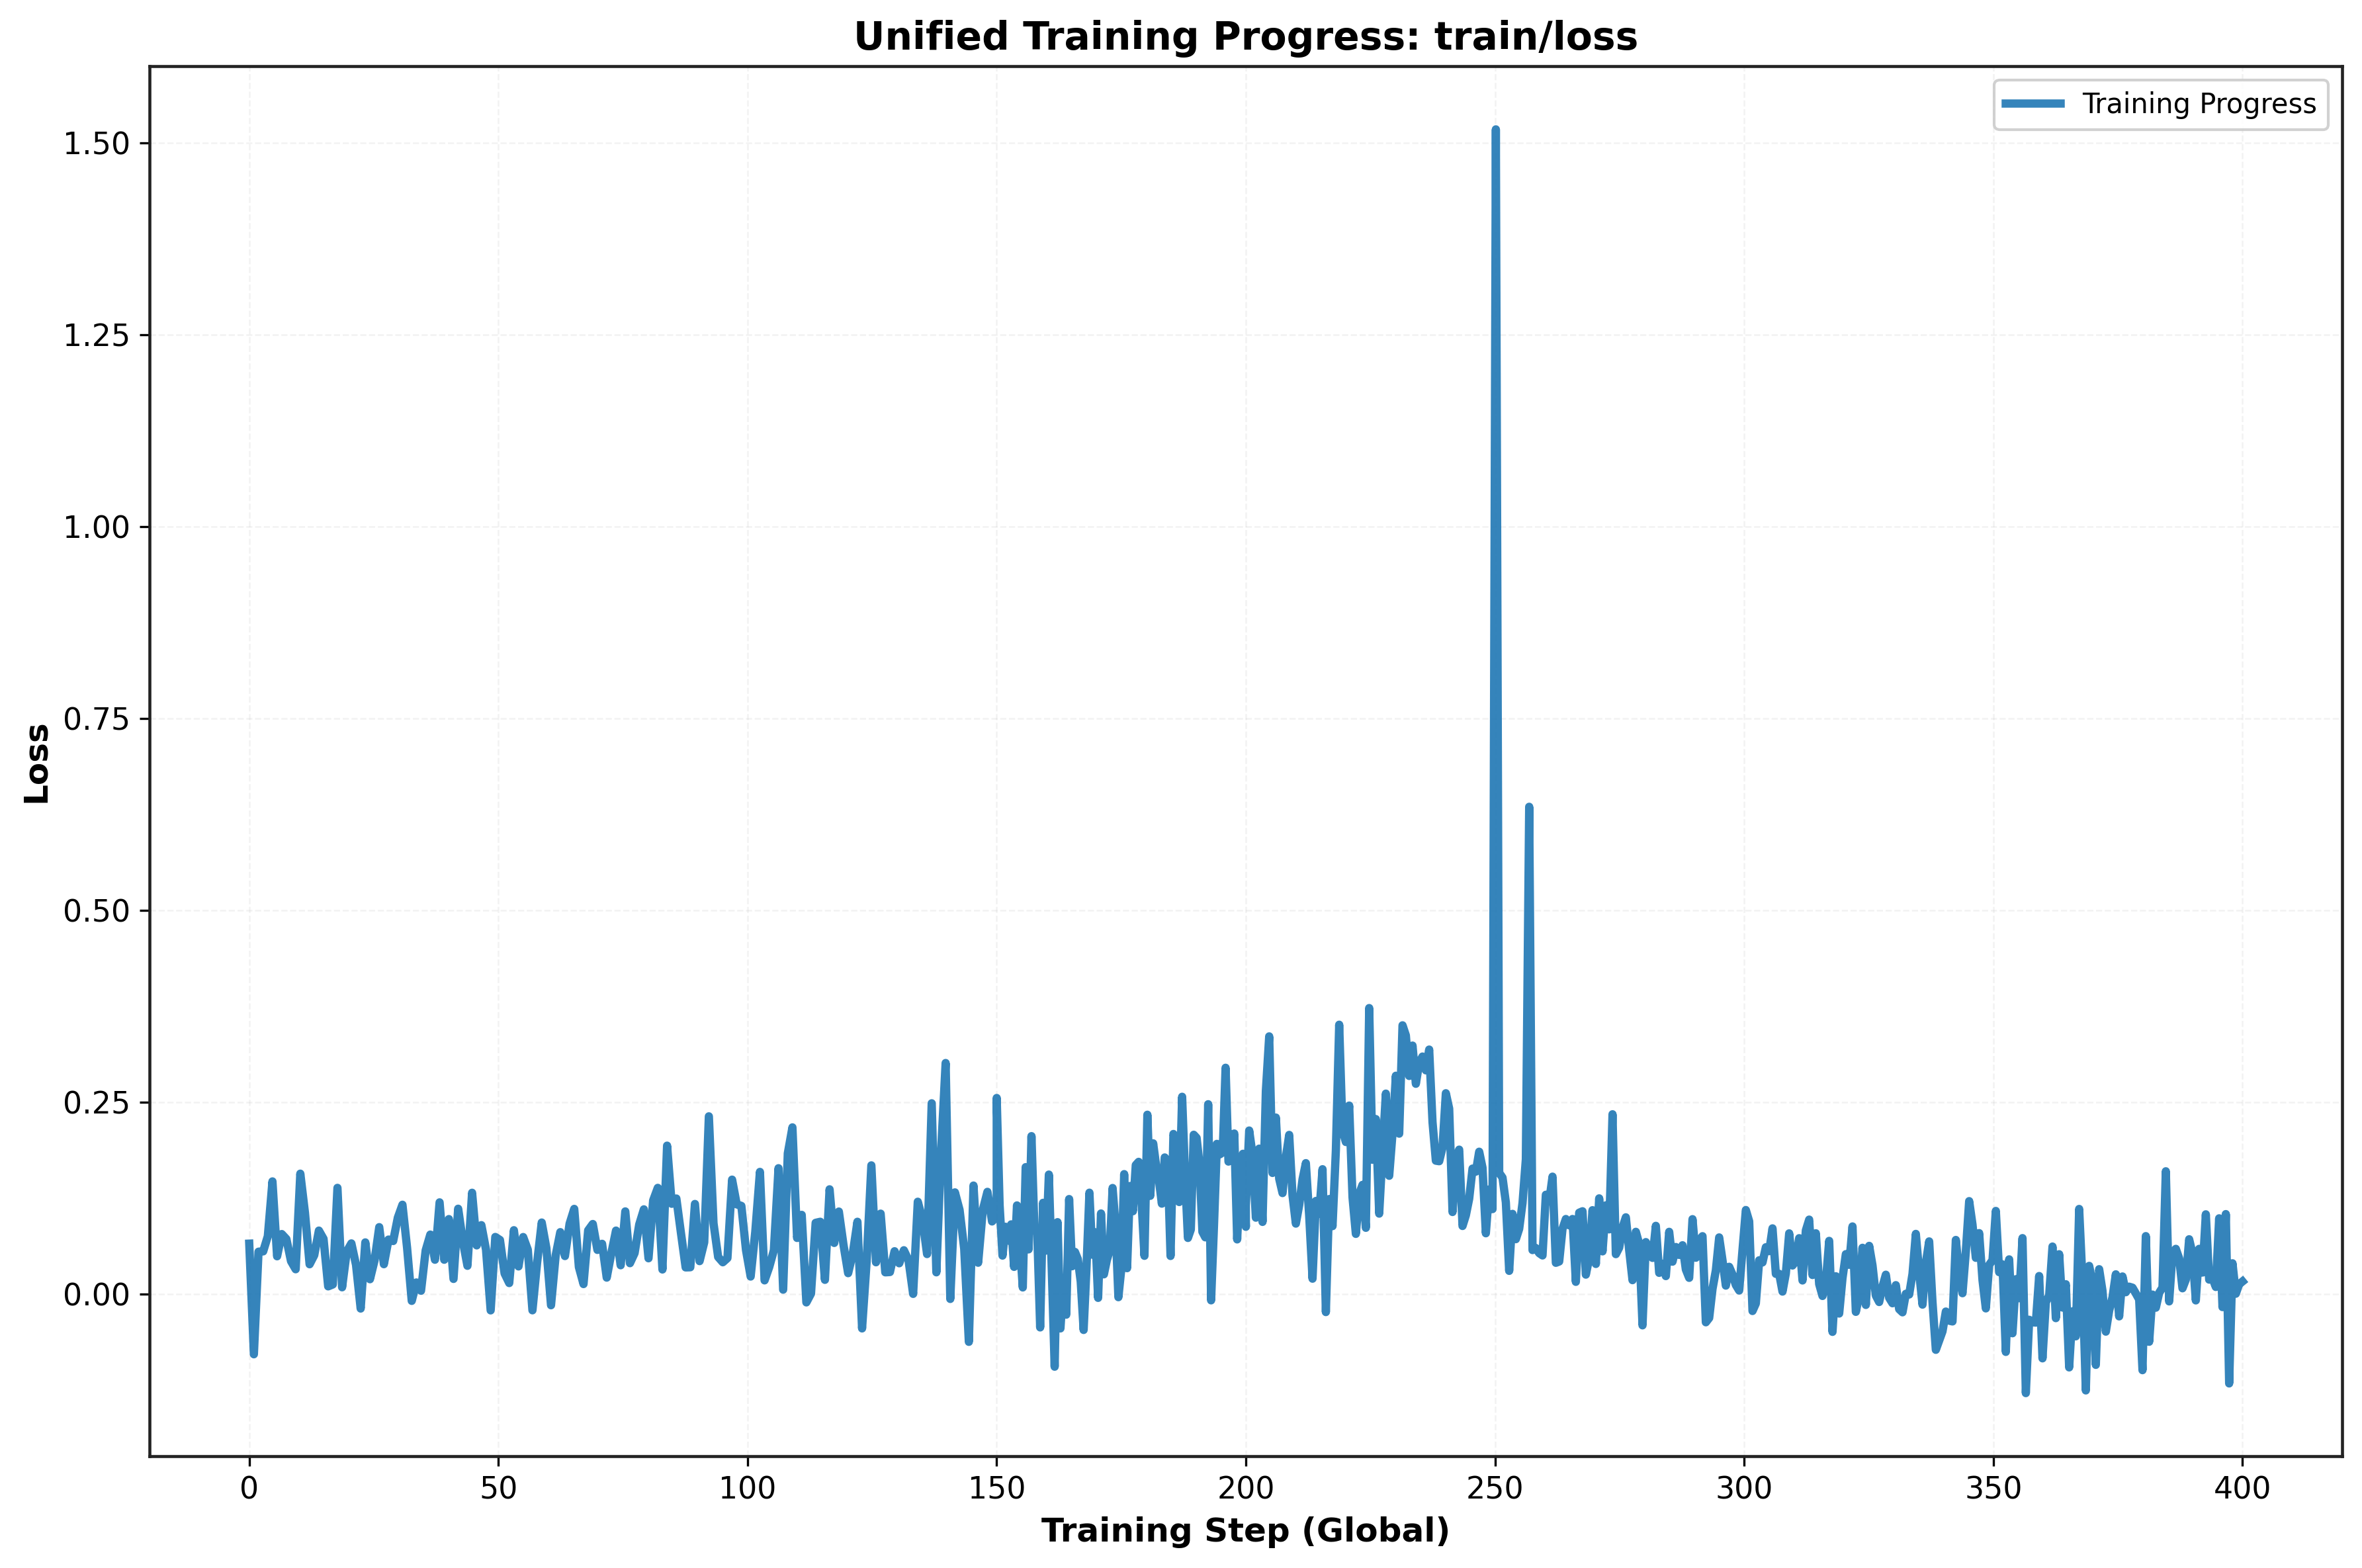 Unified Training Progress: train/loss
Training Progress
1.50
1.25
1.00
0.75
0.50
0.25
0.00
Loss
0 50 100 150 200 250 300 350 400
Training Step (Global)